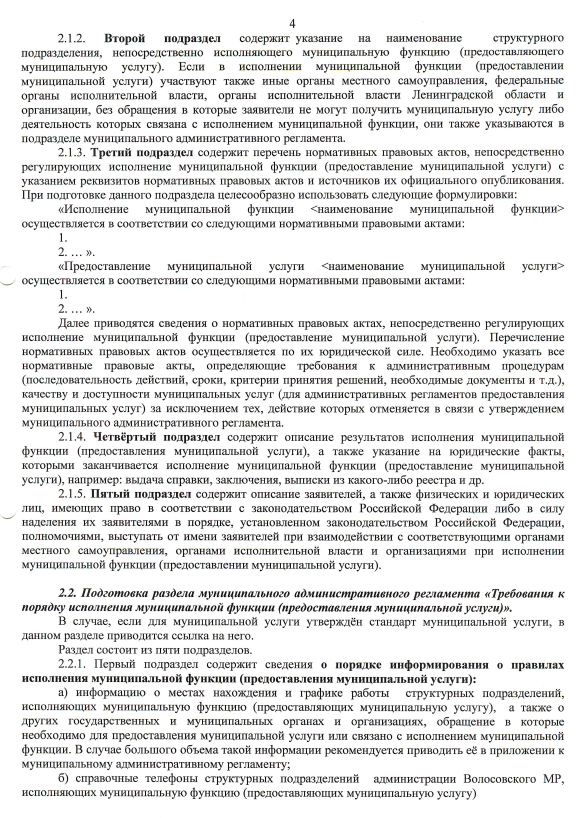 4
2.1.2. Второй подраздел содержит указание на наименование структурного
подразделения, непосредственно исполняющего муниципальную функцию (предоставляющего
муниципальную услугу). Если в исполнении муниципальной функции (предоставлении
муниципальной услуги) участвуют также иные органы местного самоуправления, федеральные
органы исполнительной власти, органы исполнительной власти Ленинградской области и
организации, без обращения в которые заявители не могут получить муниципальную услугу либо
деятельность которых связана с исполнением муниципальной функции, они также указываются в
подразделе муниципального административного регламента.
2.1.3. Третий подраздел содержит перечень нормативных правовых актов, непосредственно
регулирующих исполнение муниципальной функции (предоставление муниципальной услуги) с
указанием реквизитов нормативных правовых актов и источников их официального опубликования.
При подготовке данного подраздела целесообразно использовать следующие формулировки:
«Исполнение муниципальной функции <наименование муниципальной функции>
осуществляется в соответствии со следующими нормативными правовыми актами:
1.
2. … ».
«Предоставление муниципальной услуги <наименование муниципальной услуги>
осуществляется в соответствии со следующими нормативными правовыми актами:
1.
2. … ».
Далее приводятся сведения о нормативных правовых актах, непосредственно регулирующих
исполнение муниципальной функции (предоставление муниципальной услуги). Перечисление
нормативных правовых актов осуществляется по их юридической силе. Необходимо указать все
нормативные правовые акты, определяющие требования к административным процедурам
(последовательность действий, сроки, критерии принятия решений, необходимые документы и т.д.),
качеству и доступности муниципальных услуг (для административных регламентов предоставления
муниципальных услуг) за исключением тех, действие которых отменяется в связи с утверждением
муниципального административного регламента.
2.1.4. Четвёртый подраздел содержит описание результатов исполнения муниципальной
функции (предоставления муниципальной услуги), а также указание на юридические факты,
которыми заканчивается исполнение муниципальной функции (предоставление муниципальной
услуги), например: выдача справки, заключения, выписки из какого-либо реестра и др.
2.1.5. Пятый подраздел содержит описание заявителей, а также физических и юридических
лиц, имеющих право в соответствии с законодательством Российской Федерации либо в силу
наделения их заявителями в порядке, установленном законодательством Российской Федерации,
полномочиями, выступать от имени заявителей при взаимодействии с соответствующими органами
местного самоуправления, органами исполнительной власти и организациями при исполнении
муниципальной функции (предоставлении муниципальной услуги).
2.2. Подготовка раздела муниципального административного регламента «Требования к
порядку исполнения муниципальной функции (предоставления муниципальной услуги)».
В случае, если для муниципальной услуги утверждён стандарт муниципальной услуги, в
данном разделе приводится ссылка на него.
Раздел состоит из пяти подразделов.
2.2.1. Первый подраздел содержит сведения о порядке информирования о правилах
исполнения муниципальной функции (предоставления муниципальной услуги):
а) информацию о местах нахождения и графике работы структурных подразделений,
исполняющих муниципальную функцию (предоставляющих муниципальную услугу), а также о
других государственных и муниципальных органах и организациях, обращение в которые
необходимо для предоставления муниципальной услуги или связано с исполнением муниципальной
функции. В случае большого объема такой информации рекомендуется приводить её в приложении к
муниципальному административному регламенту;
б) справочные телефоны структурных подразделений администрации Волосовского МР,
исполняющих муниципальную функцию (предоставляющих муниципальную услугу)